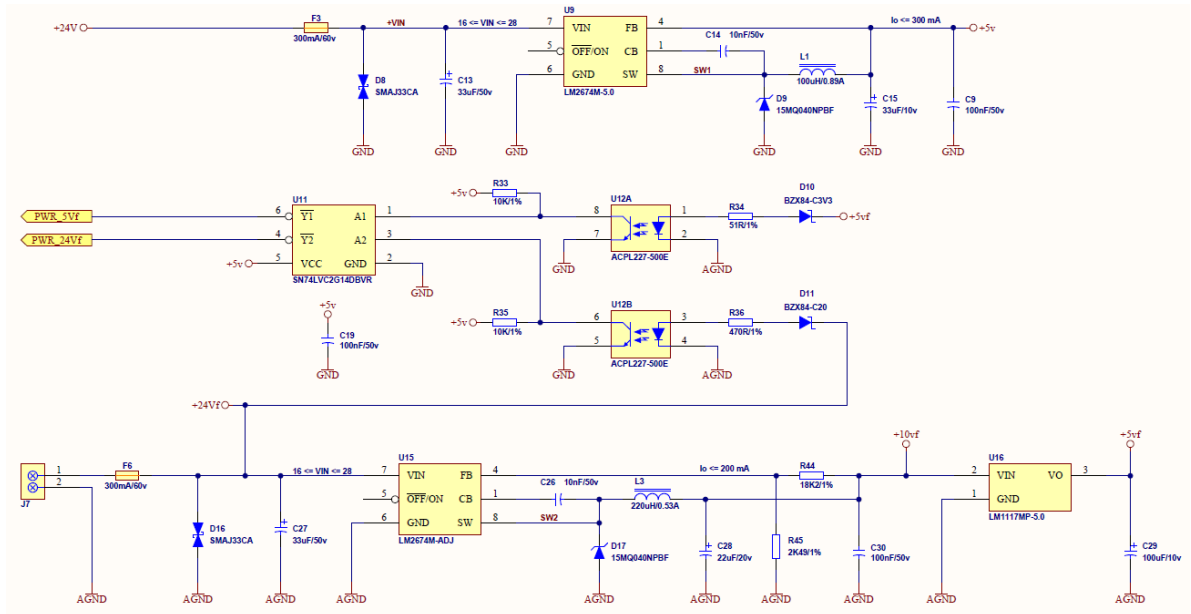 +24V
F3
300mA/60v
+VIN
16 <= VIN <= 28
D8
SMAJ33CA
C13
33uF/50v
U9
7 VIN FB 4
5 OFF/ON CB 1
6 GND SW 8
LM2674M-5.0
C14 10nF/50v
SW1
L1
100uH/0.89A
Io <= 300 mA
+5v
D9
15MQ040NPBF
C15
33uF/10v
C9
100nF/50v
GND GND GND GND GND GND
PWR_5Vf
PWR_24Vf
U11
6 Y1 A1 1
4 Y2 A2 3
+5v 5 VCC GND 2
SN74LVC2G14DBVR
GND
+5v
R33
10K/1%
U12A
8 1
7 2
ACPL227-500E
GND
R34
51R/1%
D10
BZX84-C3V3
+5vf
AGND
+5v
C19
100nF/50v
GND
+5v
R35
10K/1%
U12B
6 3
5 4
ACPL227-500E
GND
R36
470R/1%
D11
BZX84-C20
AGND
+24Vf
J7
1
2
F6
300mA/60v
D16
SMAJ33CA
C27
33uF/50v
16 <= VIN <= 28
U15
7 VIN FB 4
5 OFF/ON CB 1
6 GND SW 8
LM2674M-ADJ
C26 10nF/50v
SW2
L3
220uH/0.53A
Io <= 200 mA
D17
15MQ040NPBF
C28
22uF/20v
R44
18K2/1%
R45
2K49/1%
C30
100nF/50v
+10vf
U16
2 VIN VO 3
1 GND
LM1117MP-5.0
+5vf
C29
100uF/10v
AGND AGND AGND AGND AGND AGND AGND AGND AGND AGND